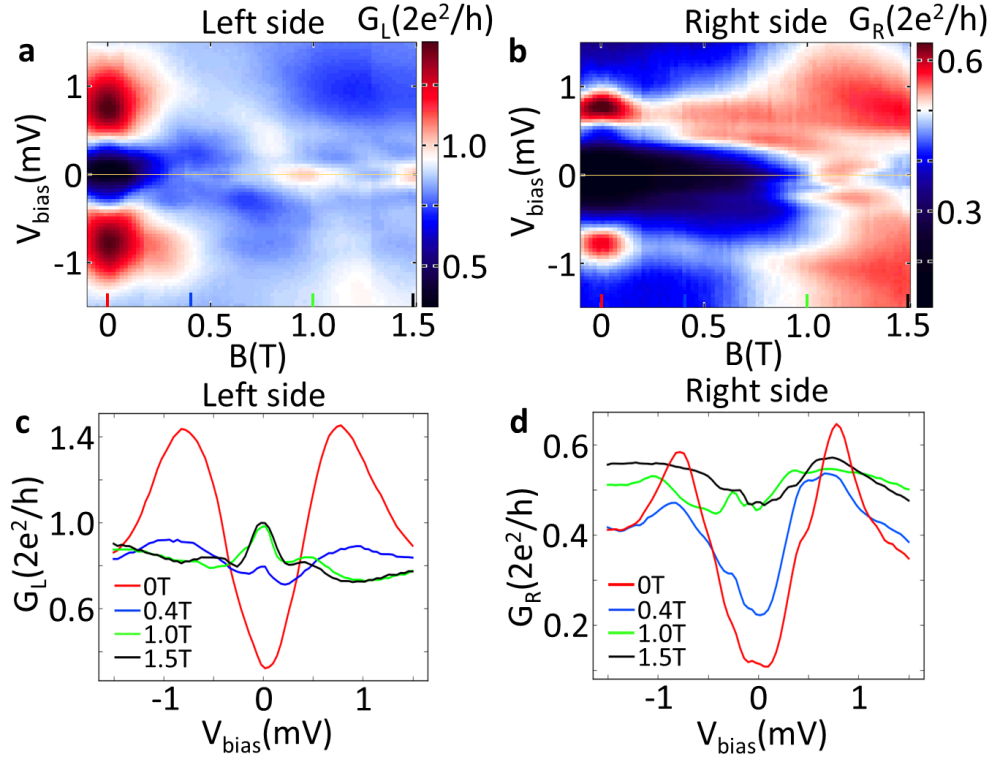 Left side
G_L(2e²/h)
a
1
0
-1
V_bias(mV)
1.0
0.5
0
0.5
1.0
1.5
B(T)
Right side
G_R(2e²/h)
b
1
0
-1
V_bias(mV)
0.6
0.3
0
0.5
1.0
1.5
B(T)
Left side
c
1.4
1.0
0.6
G_L(2e²/h)
0T
0.4T
1.0T
1.5T
-1
0
1
V_bias(mV)
Right side
d
0.6
0.4
0.2
G_R(2e²/h)
0T
0.4T
1.0T
1.5T
-1
0
1
V_bias(mV)